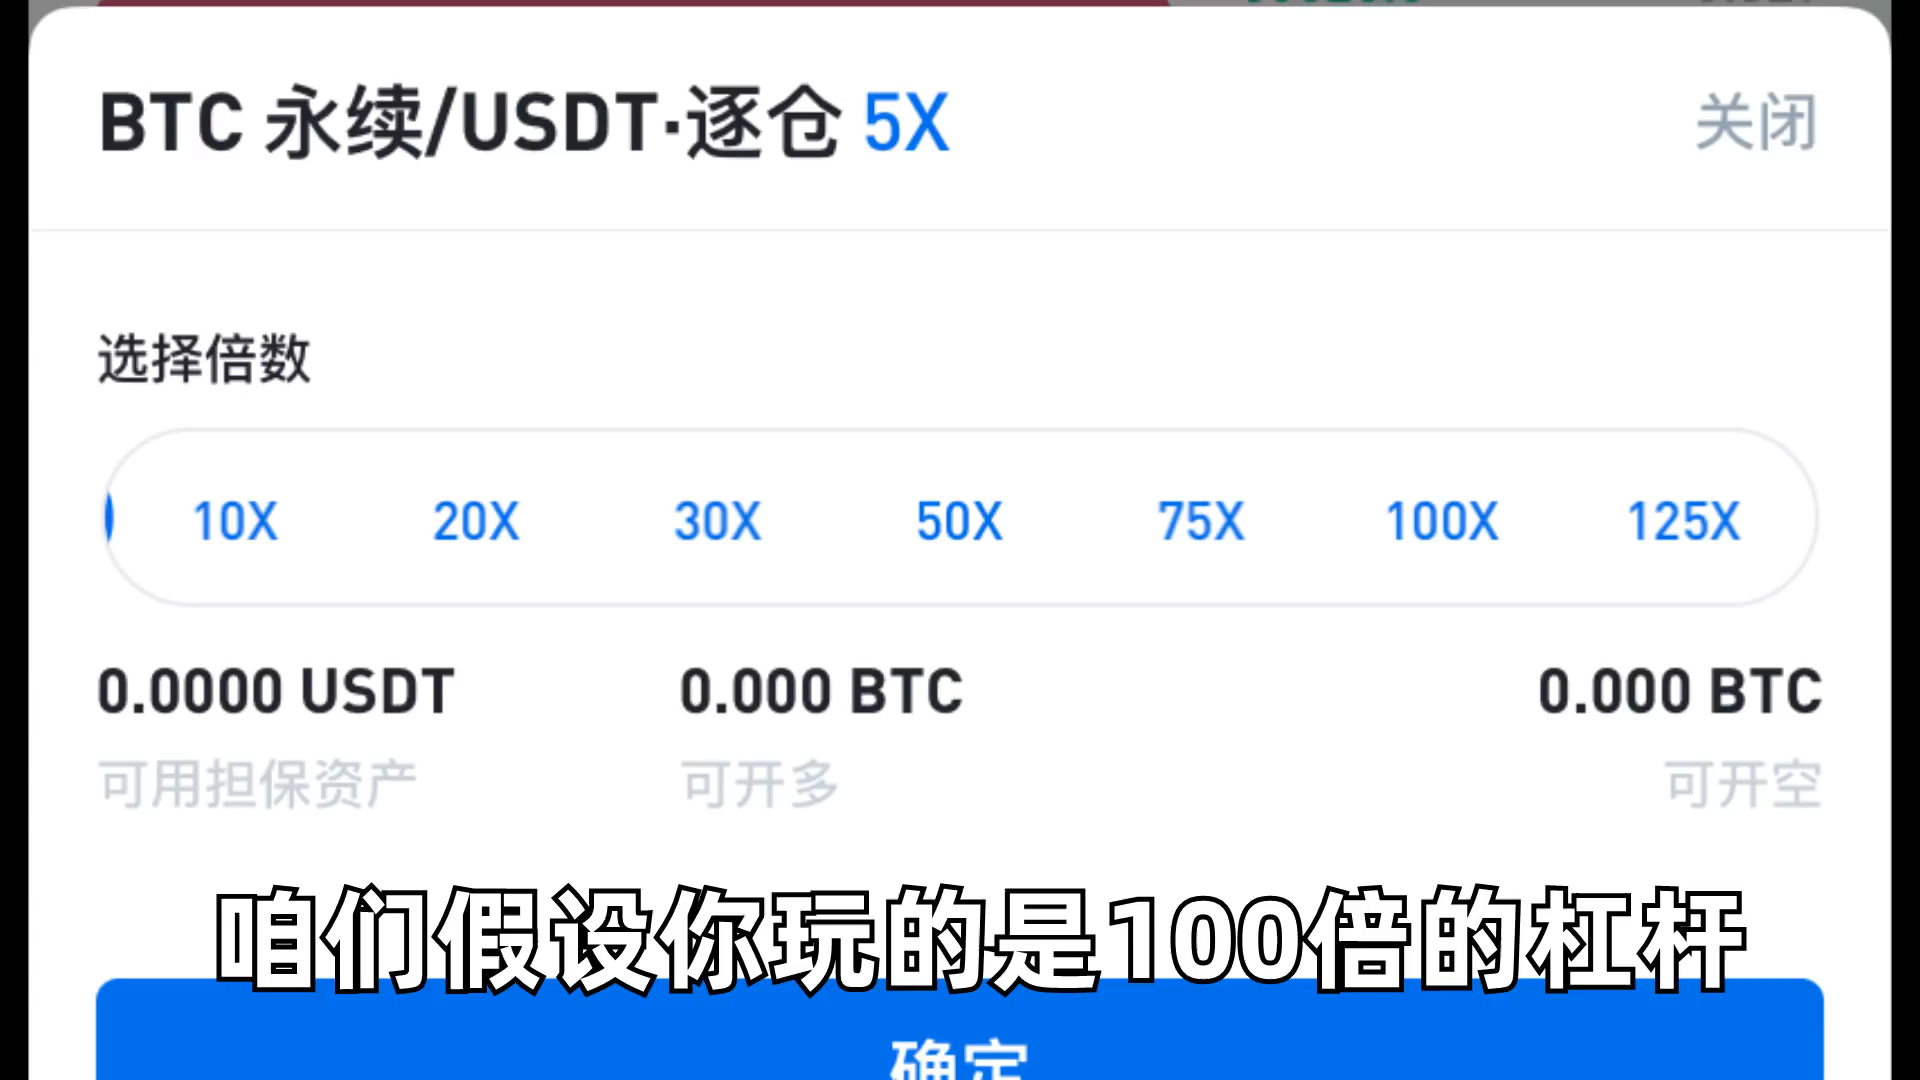 BTC 永续/USDT·逐仓 5X
关闭
选择倍数
10X 20X 30X 50X 75X 100X 125X
0.0000 USDT 0.000 BTC 0.000 BTC
可用担保资产 可开多 可开空
咱们假设你玩的是100倍的杠杆
确定